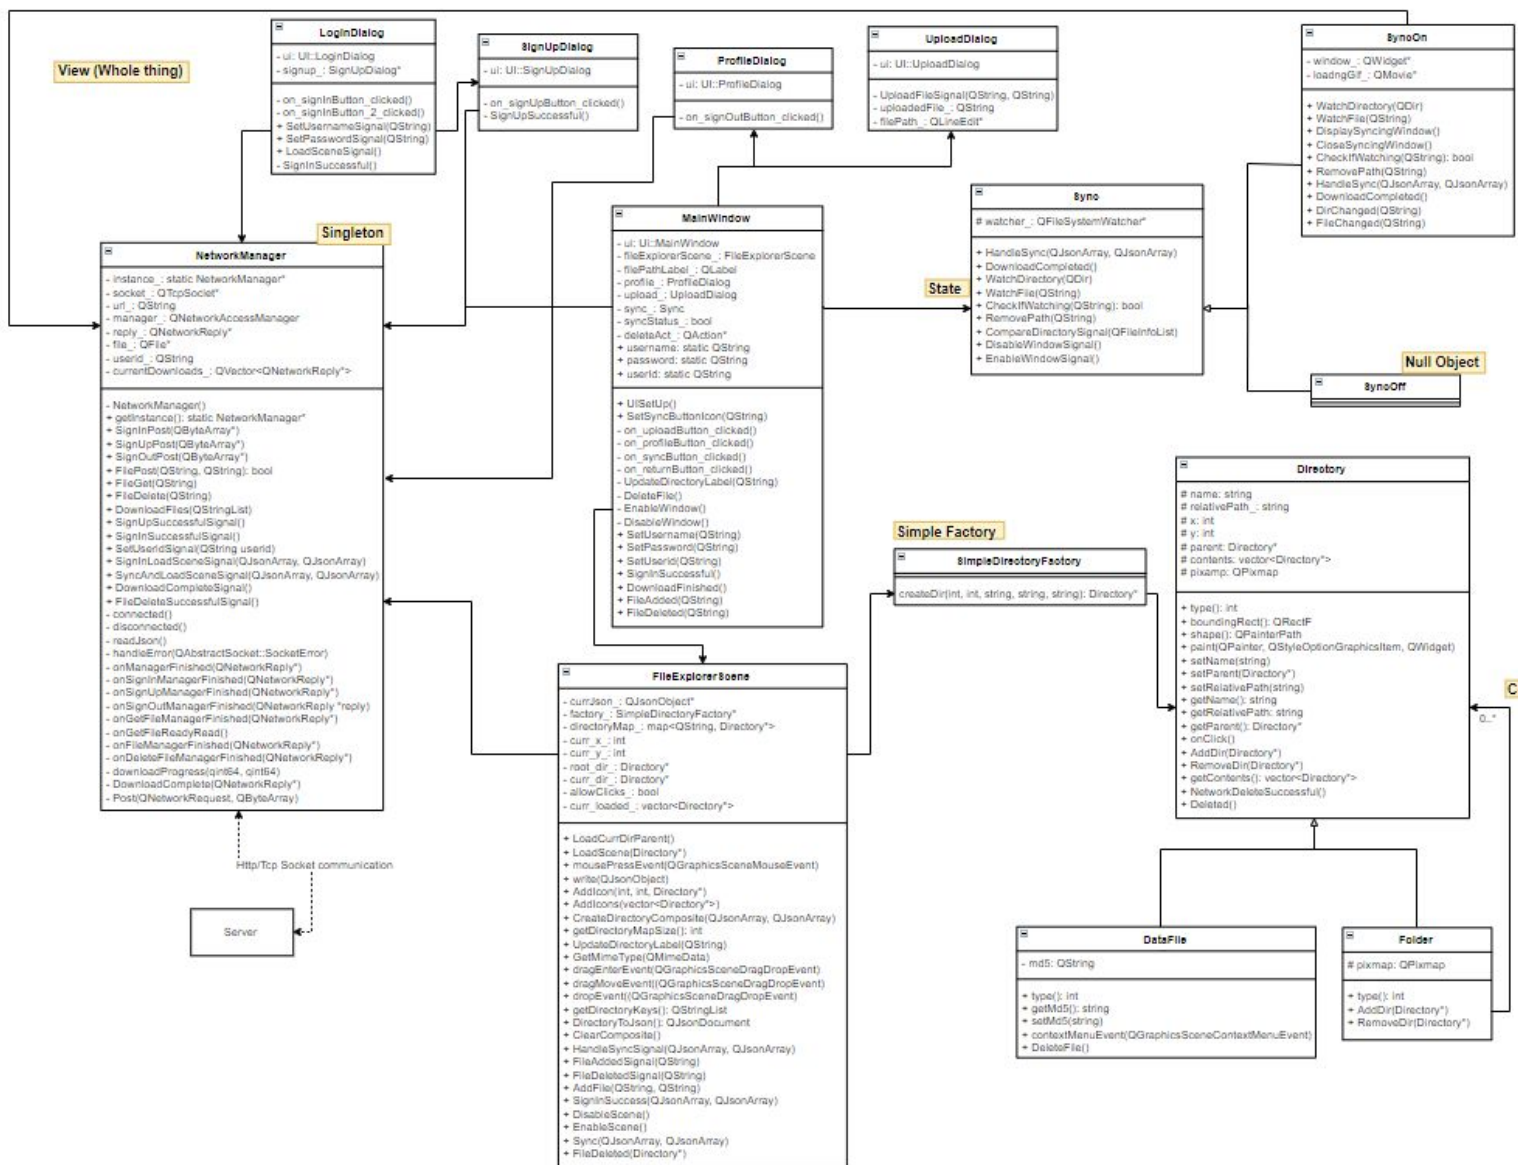 View (Whole thing)
LoginDialog
- ui: UI::LoginDialog
- signup_: SignUpDialog*
- on_signInButton_clicked()
- on_signInButton_2_clicked()
+ SetUsernameSignal(QString)
+ SetPasswordSignal(QString)
+ LoadSceneSignal()
- SignInSuccessful()
SignUpDialog
- ui: UI::SignUpDialog
- on_signUpButton_clicked()
- SignUpSuccessful()
ProfileDialog
- ui: UI::ProfileDialog
- on_signOutButton_clicked()
UploadDialog
- ui: UI::UploadDialog
- UploadFileSignal(QString, QString)
- uploadedFile_: QString
- filePath_: QLineEdit*
SyncOn
- window_: QWidget*
- loadngGif_: QMovie*
+ WatchDirectory(QDir)
+ WatchFile(QString)
+ DisplaySyncingWindow()
+ CloseSyncingWindow()
+ CheckIfWatching(QString): bool
+ RemovePath(QString)
+ HandleSync(QJsonArray, QJsonArray)
+ DownloadCompleted()
+ DirChanged(QString)
+ FileChanged(QString)
Singleton
NetworkManager
- instance_: static NetworkManager*
- socket_: QTcpSoclet*
- url_: QString
- manager_: QNetworkAccessManager
- reply_: QNetworkReply*
- file_: QFile*
- userid_: QString
- currentDownloads_: QVector<QNetworkReply*>
- NetworkManager()
+ getInstance(): static NetworkManager*
+ SignInPost(QByteArray*)
+ SignUpPost(QByteArray*)
+ SignOutPost(QByteArray*)
+ FilePost(QString, QString): bool
+ FileGet(QString)
+ FileDelete(QString)
+ DownloadFiles(QStringList)
+ SignUpSuccessfulSignal()
+ SignInSuccessfulSignal()
+ SetUseridSignal(QString userid)
+ SignInLoadSceneSignal(QJsonArray, QJsonArray)
+ SyncAndLoadSceneSignal(QJsonArray, QJsonArray)
+ DownloadCompleteSignal()
+ FileDeleteSuccessfulSignal()
- connected()
- disconnected()
- readJson()
- handleError(QAbstractSocket::SocketError)
- onManagerFinished(QNetworkReply*)
- onSignInManagerFinished(QNetworkReply*)
- onSignUpManagerFinished(QNetworkReply*)
- onSignOutManagerFinished(QNetworkReply *reply)
- onGetFileManagerFinished(QNetworkReply*)
- onGetFileReadyRead()
- onFileManagerFinished(QNetworkReply*)
- onDeleteFileManagerFinished(QNetworkReply*)
- downloadProgress(qint64, qint64)
- DownloadComplete(QNetworkReply*)
- Post(QNetworkRequest, QByteArray)
Http/Tcp Socket communication
Server
MainWindow
- ui: UI::MainWindow
- fileExplorerScene_: FileExplorerScene
- filePathLabel_: QLabel
- profile_: ProfileDialog
- upload_: UploadDialog
- sync_: Sync
- syncStatus_: bool
- deleteAct_: QAction*
+ username: static QString
+ password: static QString
+ userId: static QString
+ UISetUp()
+ SetSyncButtonIcon(QString)
- on_uploadButton_clicked()
- on_profileButton_clicked()
- on_syncButton_clicked()
- on_returnButton_clicked()
- UpdateDirectoryLabel(QString)
- DeleteFile()
- EnableWindow()
- DisableWindow()
+ SetUsername(QString)
+ SetPassword(QString)
+ SetUserid(QString)
+ SignInSuccessful()
+ DownloadFinished()
+ FileAdded(QString)
+ FileDeleted(QString)
State
Sync
# watcher_: QFileSystemWatcher*
+ HandleSync(QJsonArray, QJsonArray)
+ DownloadCompleted()
+ WatchDirectory(QDir)
+ WatchFile(QString)
+ CheckIfWatching(QString): bool
+ RemovePath(QString)
+ CompareDirectorySignal(QFileInfoList)
+ DisableWindowSignal()
+ EnableWindowSignal()
Null Object
SyncOff
Simple Factory
SimpleDirectoryFactory
createDir(int, int, string, string, string): Directory*
Directory
# name: string
# relativePath_: string
# x: int
# y: int
# parent: Directory*
# contents: vector<Directory*>
# pixamp: QPixmap
+ type(): int
+ boundingRect(): QRectF
+ shape(): QPainterPath
+ paint(QPainter, QStyleOptionGraphicsItem, QWidget)
+ setName(string)
+ setParent(Directory*)
+ setRelativePath(string)
+ getName(): string
+ getRelativePath: string
+ getParent(): Directory*
+ onClick()
+ AddDir(Directory*)
+ RemoveDir(Directory*)
+ getContents(): vector<Directory*>
+ NetworkDeleteSuccessful()
+ Deleted()
C
0..*
FileExplorerScene
- currJson_: QJsonObject*
- factory_: SimpleDirectoryFactory*
- directoryMap_: map<QString, Directory*>
- curr_x_: int
- curr_y_: int
- root_dir_: Directory*
- curr_dir_: Directory*
- allowClicks_: bool
- curr_loaded_: vector<Directory*>
+ LoadCurrDirParent()
+ LoadScene(Directory*)
+ mousePressEvent(QGraphicsSceneMouseEvent)
+ write(QJsonObject)
+ AddIcon(int, int, Directory*)
+ AddIcons(vector<Directory*>)
+ CreateDirectoryComposite(QJsonArray, QJsonArray)
+ getDirectoryMapSize(): int
+ UpdateDirectoryLabel(QString)
+ GetMimeType(QMimeData)
+ dragEnterEvent(QGraphicsSceneDragDropEvent)
+ dragMoveEvent((QGraphicsSceneDragDropEvent)
+ dropEvent((QGraphicsSceneDragDropEvent)
+ getDirectoryKeys(): QStringList
+ DirectoryToJson(): QJsonDocument
+ ClearComposite()
+ HandleSyncSignal(QJsonArray, QJsonArray)
+ FileAddedSignal(QString)
+ FileDeletedSignal(QString)
+ AddFile(QString, QString)
+ SignInSuccess(QJsonArray, QJsonArray)
+ DisableScene()
+ EnableScene()
+ Sync(QJsonArray, QJsonArray)
+ FileDeleted(Directory*)
DataFile
- md5: QString
+ type(): int
+ getMd5(): string
+ setMd5(string)
+ contextMenuEvent(QGraphicsSceneContextMenuEvent)
+ DeleteFile()
Folder
# pixmap: QPixmap
+ type(): int
+ AddDir(Directory*)
+ RemoveDir(Directory*)